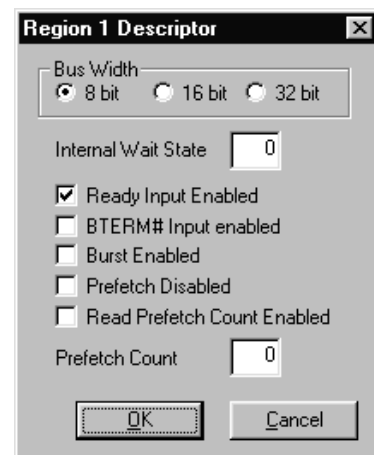 Region 1 Descriptor
Bus Width
8 bit 16 bit 32 bit
Internal Wait State 0
Ready Input Enabled
BTERM# Input enabled
Burst Enabled
Prefetch Disabled
Read Prefetch Count Enabled
Prefetch Count 0
OK Cancel